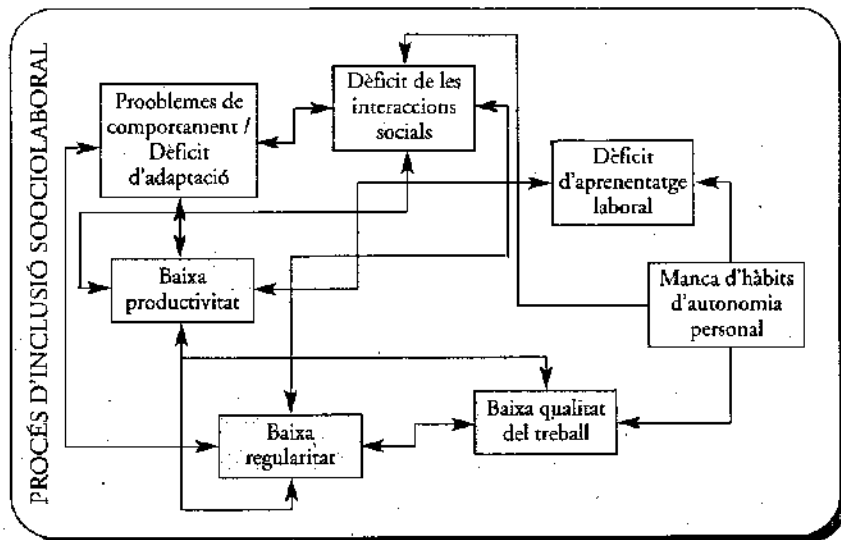 PROCÉS D'INCLUSIÓ SOOCIOLABORAL
Prooblemes de
comportament /
Dèficit
d'adaptació
Dèficit de les
interaccions
socials
Dèficit
d'aprenentatge
laboral
Baixa
productivitat
Manca d'hàbits
d'autonomia
personal
Baixa
regularitat
Baixa qualitat
del treball